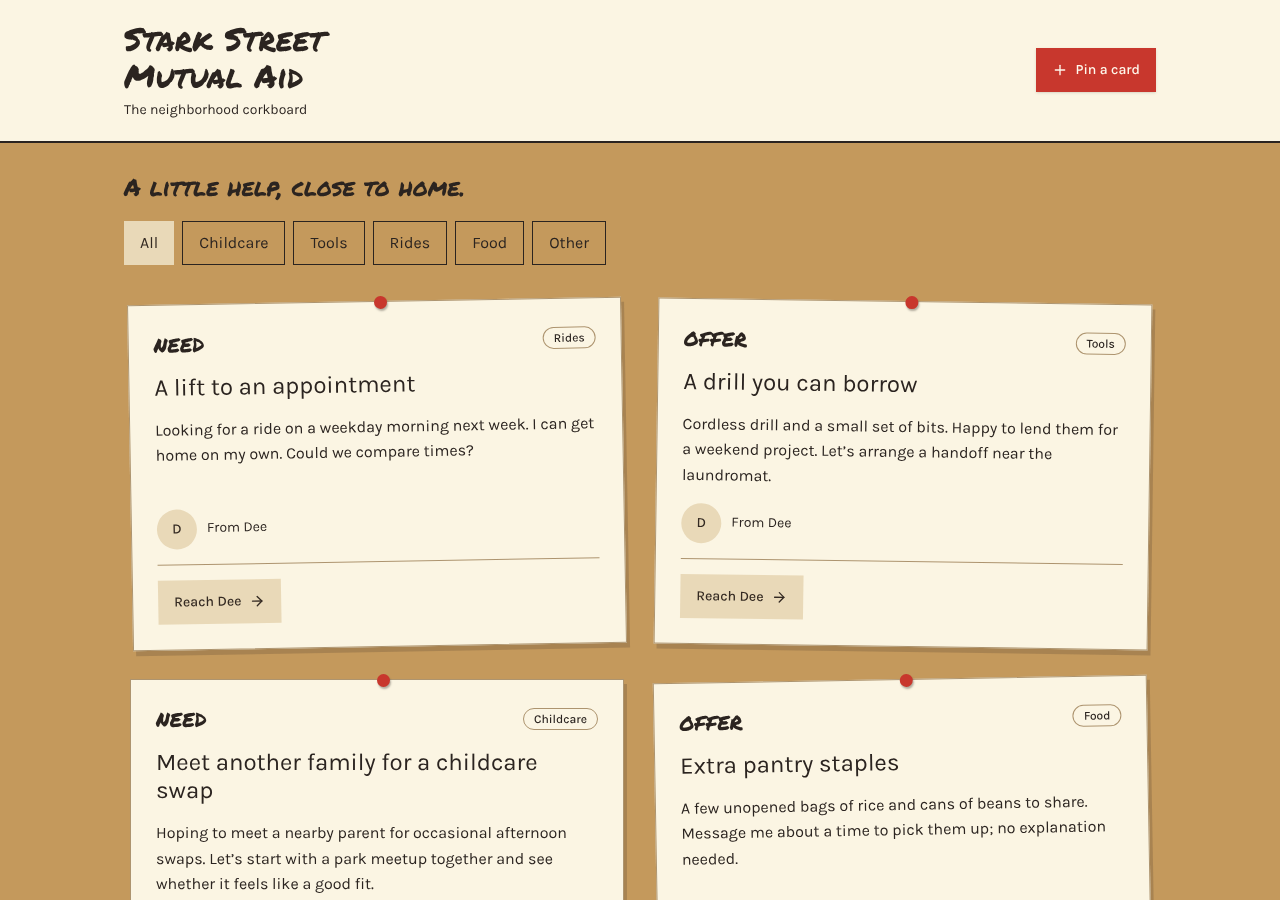 Stark Street
Mutual Aid
The neighborhood corkboard
Pin a card
A little help, close to home.
All
Childcare
Tools
Rides
Food
Other
NEED
Rides
A lift to an appointment
Looking for a ride on a weekday morning next week. I can get
home on my own. Could we compare times?
D
From Dee
Reach Dee
OFFER
Tools
A drill you can borrow
Cordless drill and a small set of bits. Happy to lend them for
a weekend project. Let’s arrange a handoff near the
laundromat.
D
From Dee
Reach Dee
NEED
Childcare
Meet another family for a childcare
swap
Hoping to meet a nearby parent for occasional afternoon
swaps. Let’s start with a park meetup together and see
whether it feels like a good fit.
OFFER
Food
Extra pantry staples
A few unopened bags of rice and cans of beans to share.
Message me about a time to pick them up; no explanation
needed.